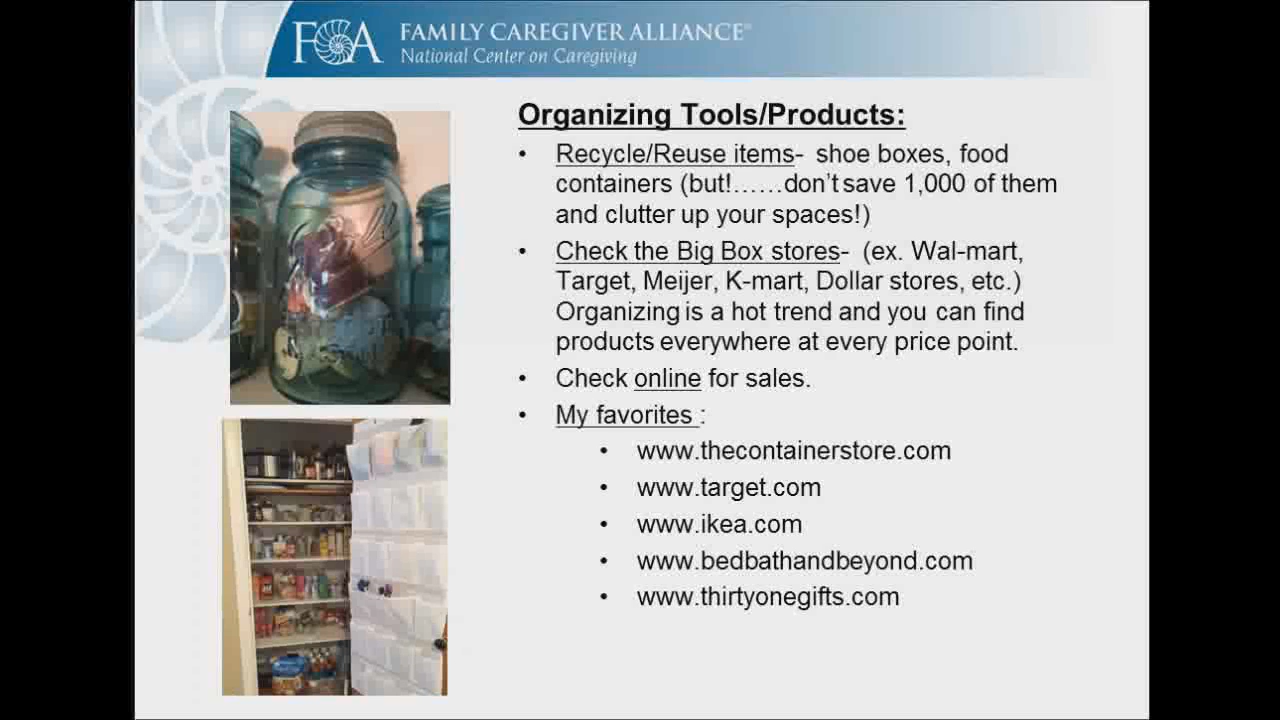 FCA FAMILY CAREGIVER ALLIANCE®
National Center on Caregiving
Organizing Tools/Products:
• Recycle/Reuse items- shoe boxes, food
containers (but!......don't save 1,000 of them
and clutter up your spaces!)
• Check the Big Box stores- (ex. Wal-mart,
Target, Meijer, K-mart, Dollar stores, etc.)
Organizing is a hot trend and you can find
products everywhere at every price point.
• Check online for sales.
• My favorites :
• www.thecontainerstore.com
• www.target.com
• www.ikea.com
• www.bedbathandbeyond.com
• www.thirtyonegifts.com
Ball